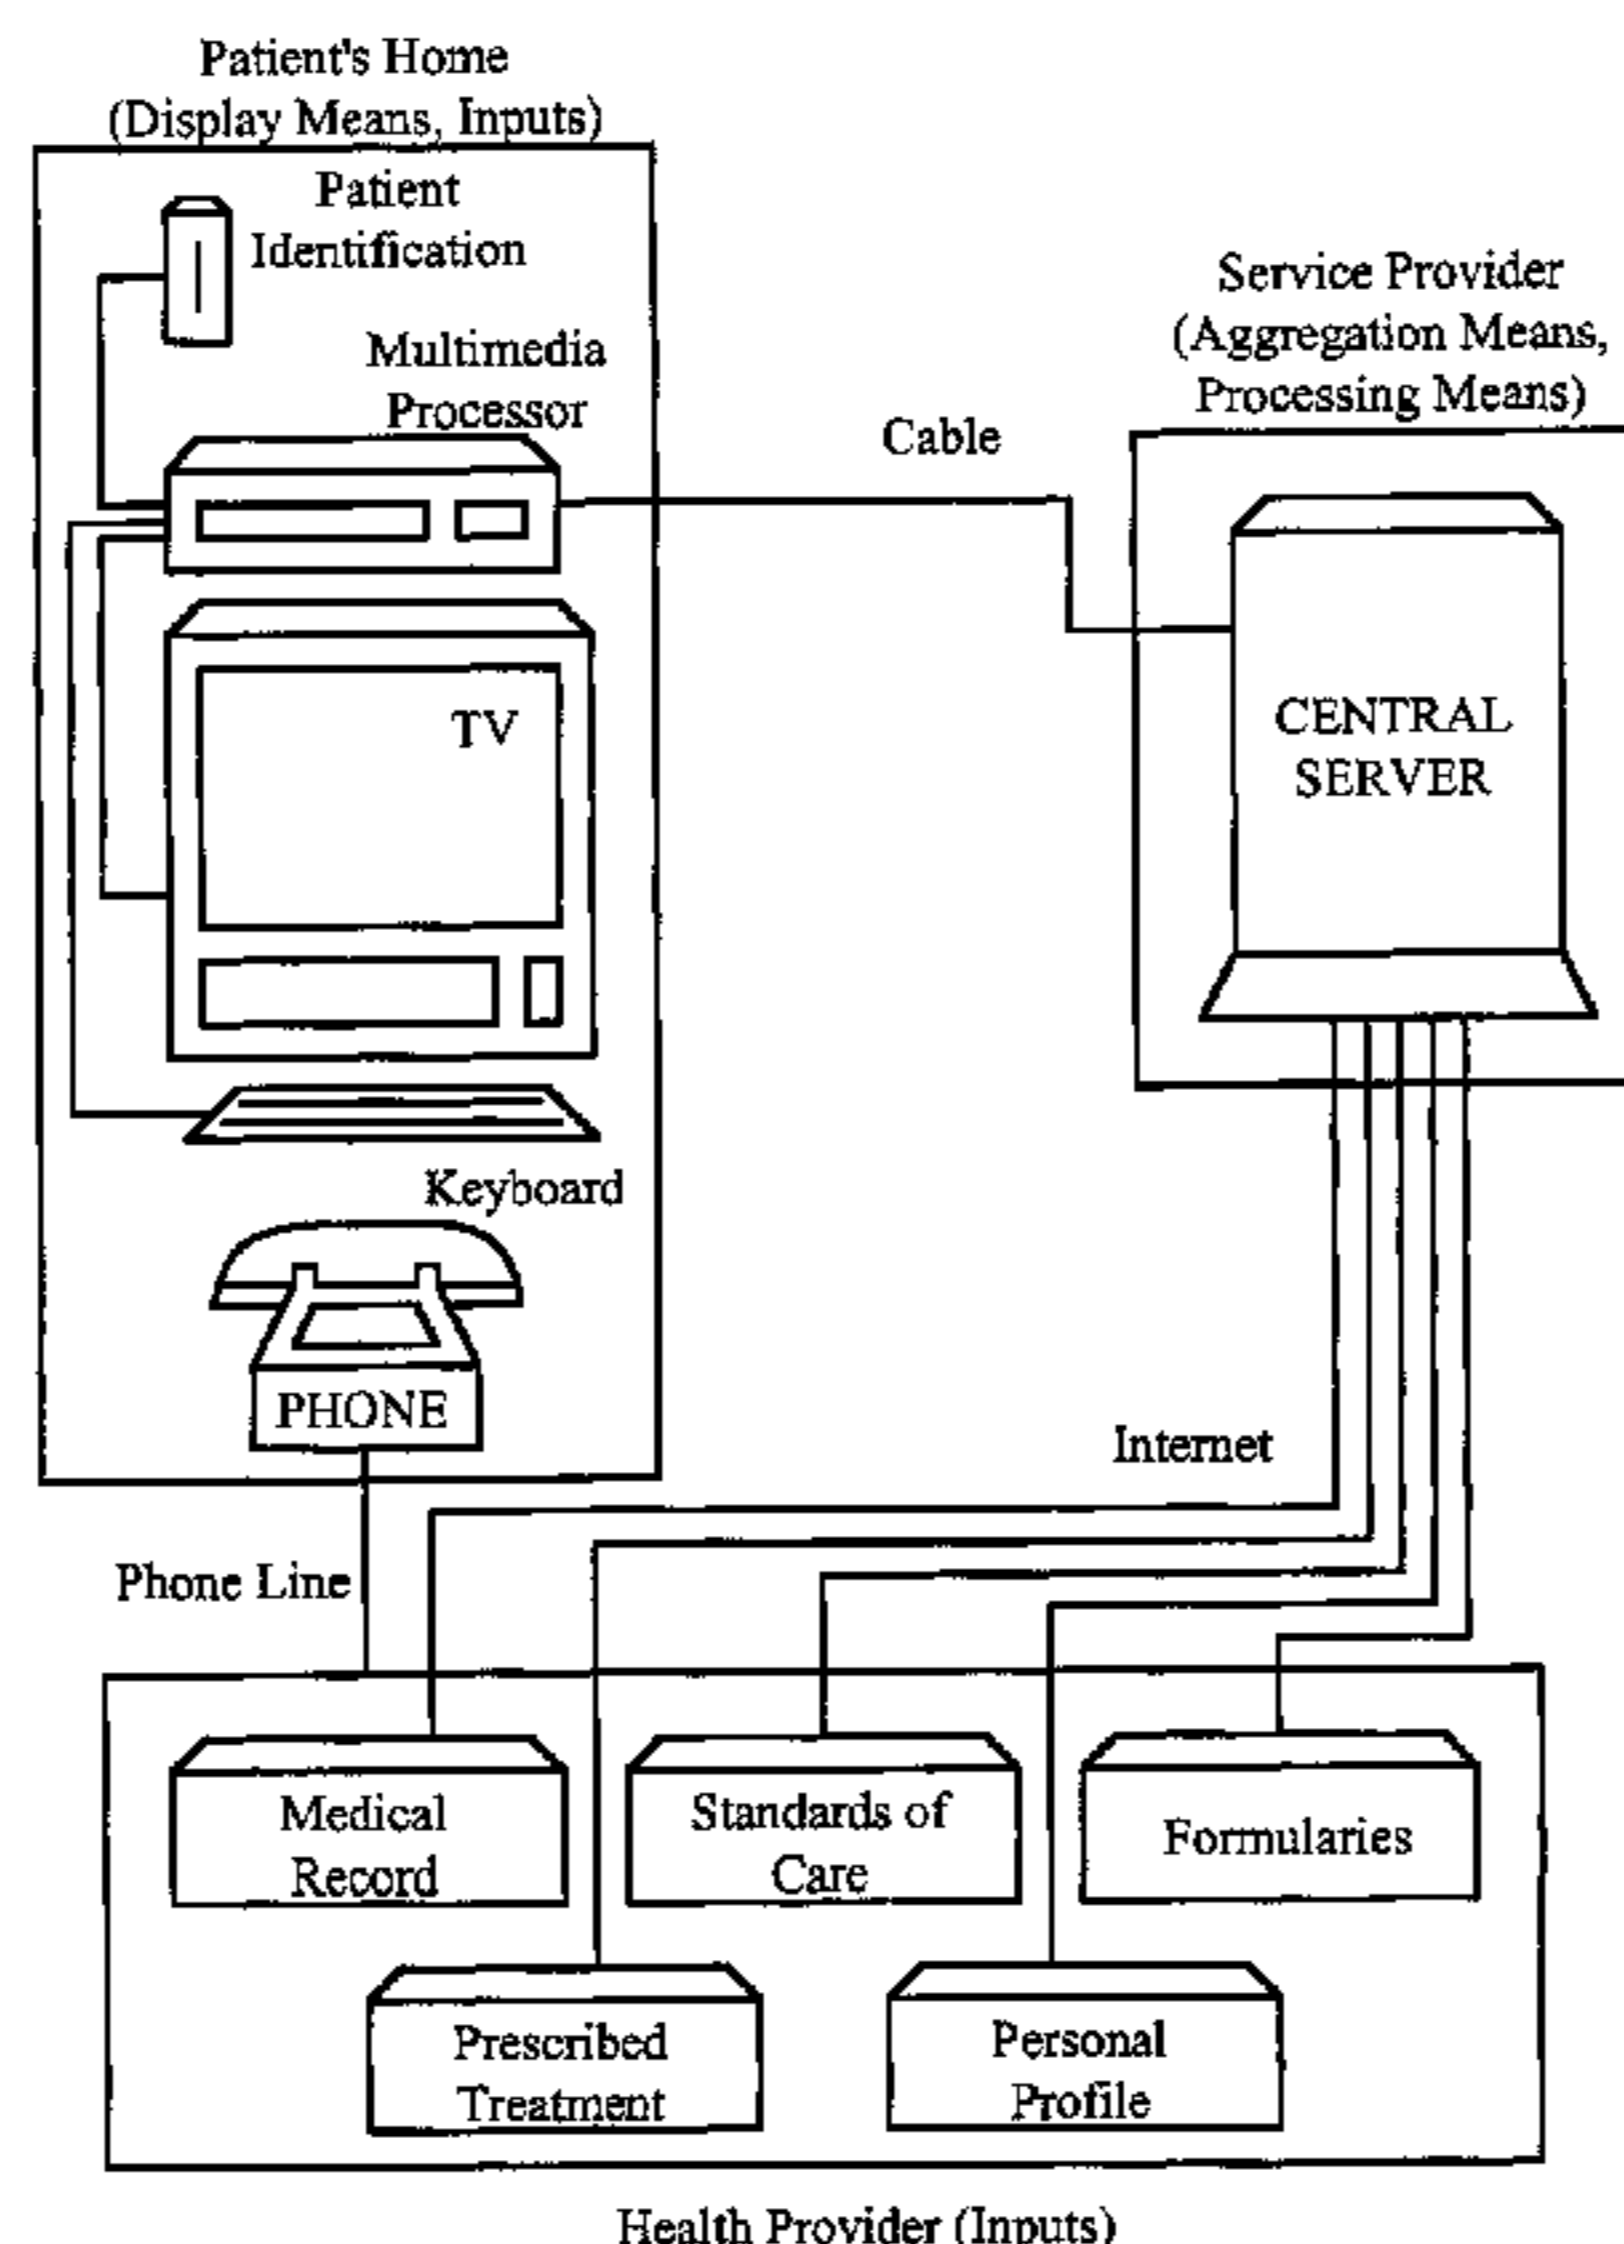 Patient's Home
(Display Means, Inputs)
Patient
Identification
Multimedia
Processor
TV
Keyboard
PHONE
Cable
Service Provider
(Aggregation Means,
Processing Means)
CENTRAL
SERVER
Internet
Phone Line
Medical
Record
Standards of
Care
Formularies
Prescribed
Treatment
Personal
Profile
Health Provider (Inputs)